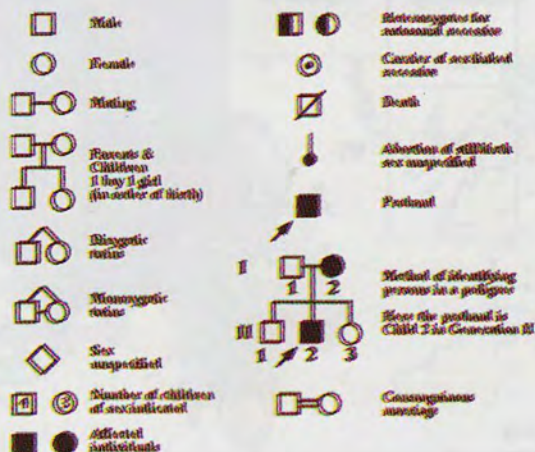 Male
Female
Mating
Parents &
Children
1 boy 1 girl
(in order of birth)
Dizygotic
twins
Monozygotic
twins
Sex
unspecified
Number of children
of sex indicated
Affected
individuals
Heterozygotes for
autosomal recessive
Carrier of sex-linked
recessive
Death
Abortion or stillbirth
sex unspecified
Proband
I
1 2
II
1 2 3
Method of identifying
persons in a pedigree
Here the proband is
Child 2 in Generation II
Consanguinous
marriage